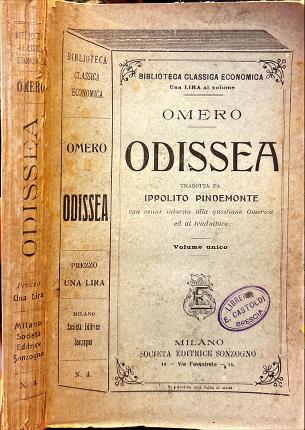 BIBLIOTECA
CLASSICA
ECONOMICA
OMERO
ODISSEA
Prezzo
Una Lira
Milano
Società
Editrice
Sonzogno
N. 4.
BIBLIOTECA
CLASSICA
ECONOMICA
OMERO
ODISSEA
PREZZO
UNA LIRA
MILANO
Società Editrice
Sonzogno
N. 4.
BIBLIOTECA CLASSICA ECONOMICA
Una LIRA al volume
OMERO
ODISSEA
TRADOTTA DA
IPPOLITO PINDEMONTE
con cenni intorno alla questione Omerica
ed al traduttore
Volume unico
E
LIBRERIA
E. CASTOLDI
BRESCIA
MILANO
SOCIETÀ EDITRICE SONZOGNO
14 — Via Pasquirolo — 14.